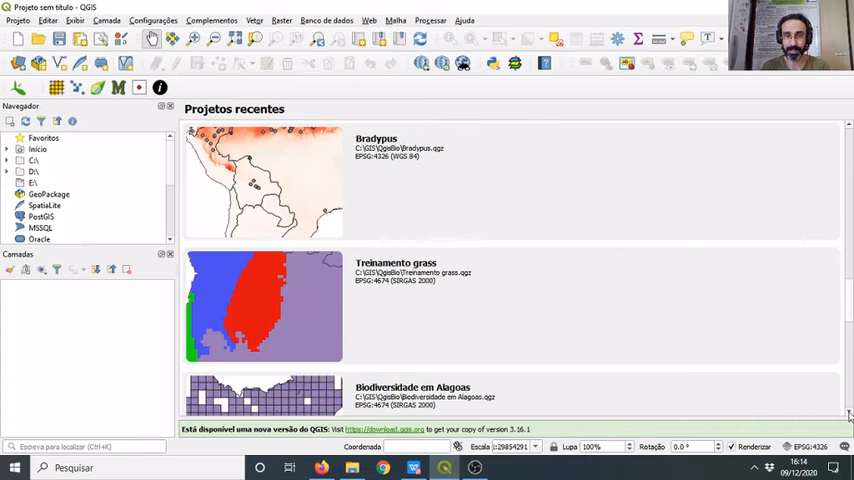 Projeto sem título - QGIS
Projeto Editar Exibir Camada Configurações Complementos Vetor Raster Banco de dados Web Malha Processar Ajuda
Navegador
Favoritos
Início
C:\
D:\
E:\
GeoPackage
SpatiaLite
PostGIS
MSSQL
Oracle
Camadas
Projetos recentes
Bradypus
C:\GIS\QgisBio\Bradypus.qgz
EPSG:4326 (WGS 84)
Treinamento grass
C:\GIS\QgisBio\Treinamento grass.qgz
EPSG:4674 (SIRGAS 2000)
Biodiversidade em Alagoas
C:\GIS\QgisBio\Biodiversidade em Alagoas.qgz
EPSG:4674 (SIRGAS 2000)
Está disponível uma nova versão do QGIS: Visit https://download.qgis.org to get your copy of version 3.16.1
Escreva para localizar (Ctrl+K) Coordenada Escala 1:29854291 Lupa 100% Rotação 0.0 ° Renderizar EPSG:4326
Pesquisar
16:14
09/12/2020